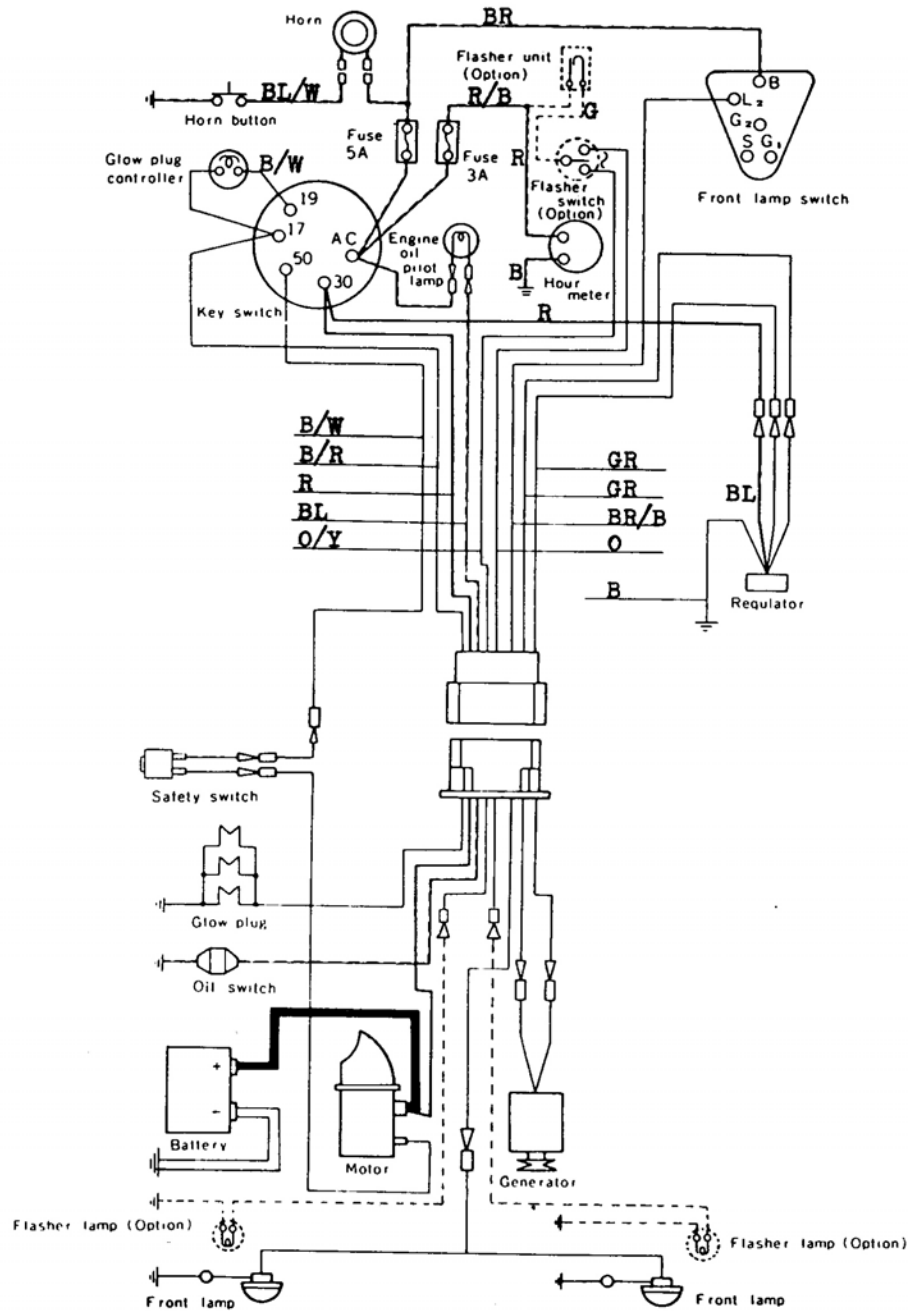 Horn
BR
Flasher unit
(Option)
B
BL/W
R/B
L2
Horn button
G
G2
S
G1
Fuse
5A
Fuse
3A
R
Glow plug
controller
B/W
Flasher
switch
(Option)
Front lamp switch
19
17
AC
Engine
oil
pilot
lamp
50
30
B
Hour
meter
Key switch
R
B/W
B/R
GR
R
GR
BL
BL
BR/B
O/Y
O
B
Regulator
Safety switch
Glow plug
Oil switch
+
−
Battery
Motor
Generator
Flasher lamp (Option)
Flasher lamp (Option)
Front lamp
Front lamp